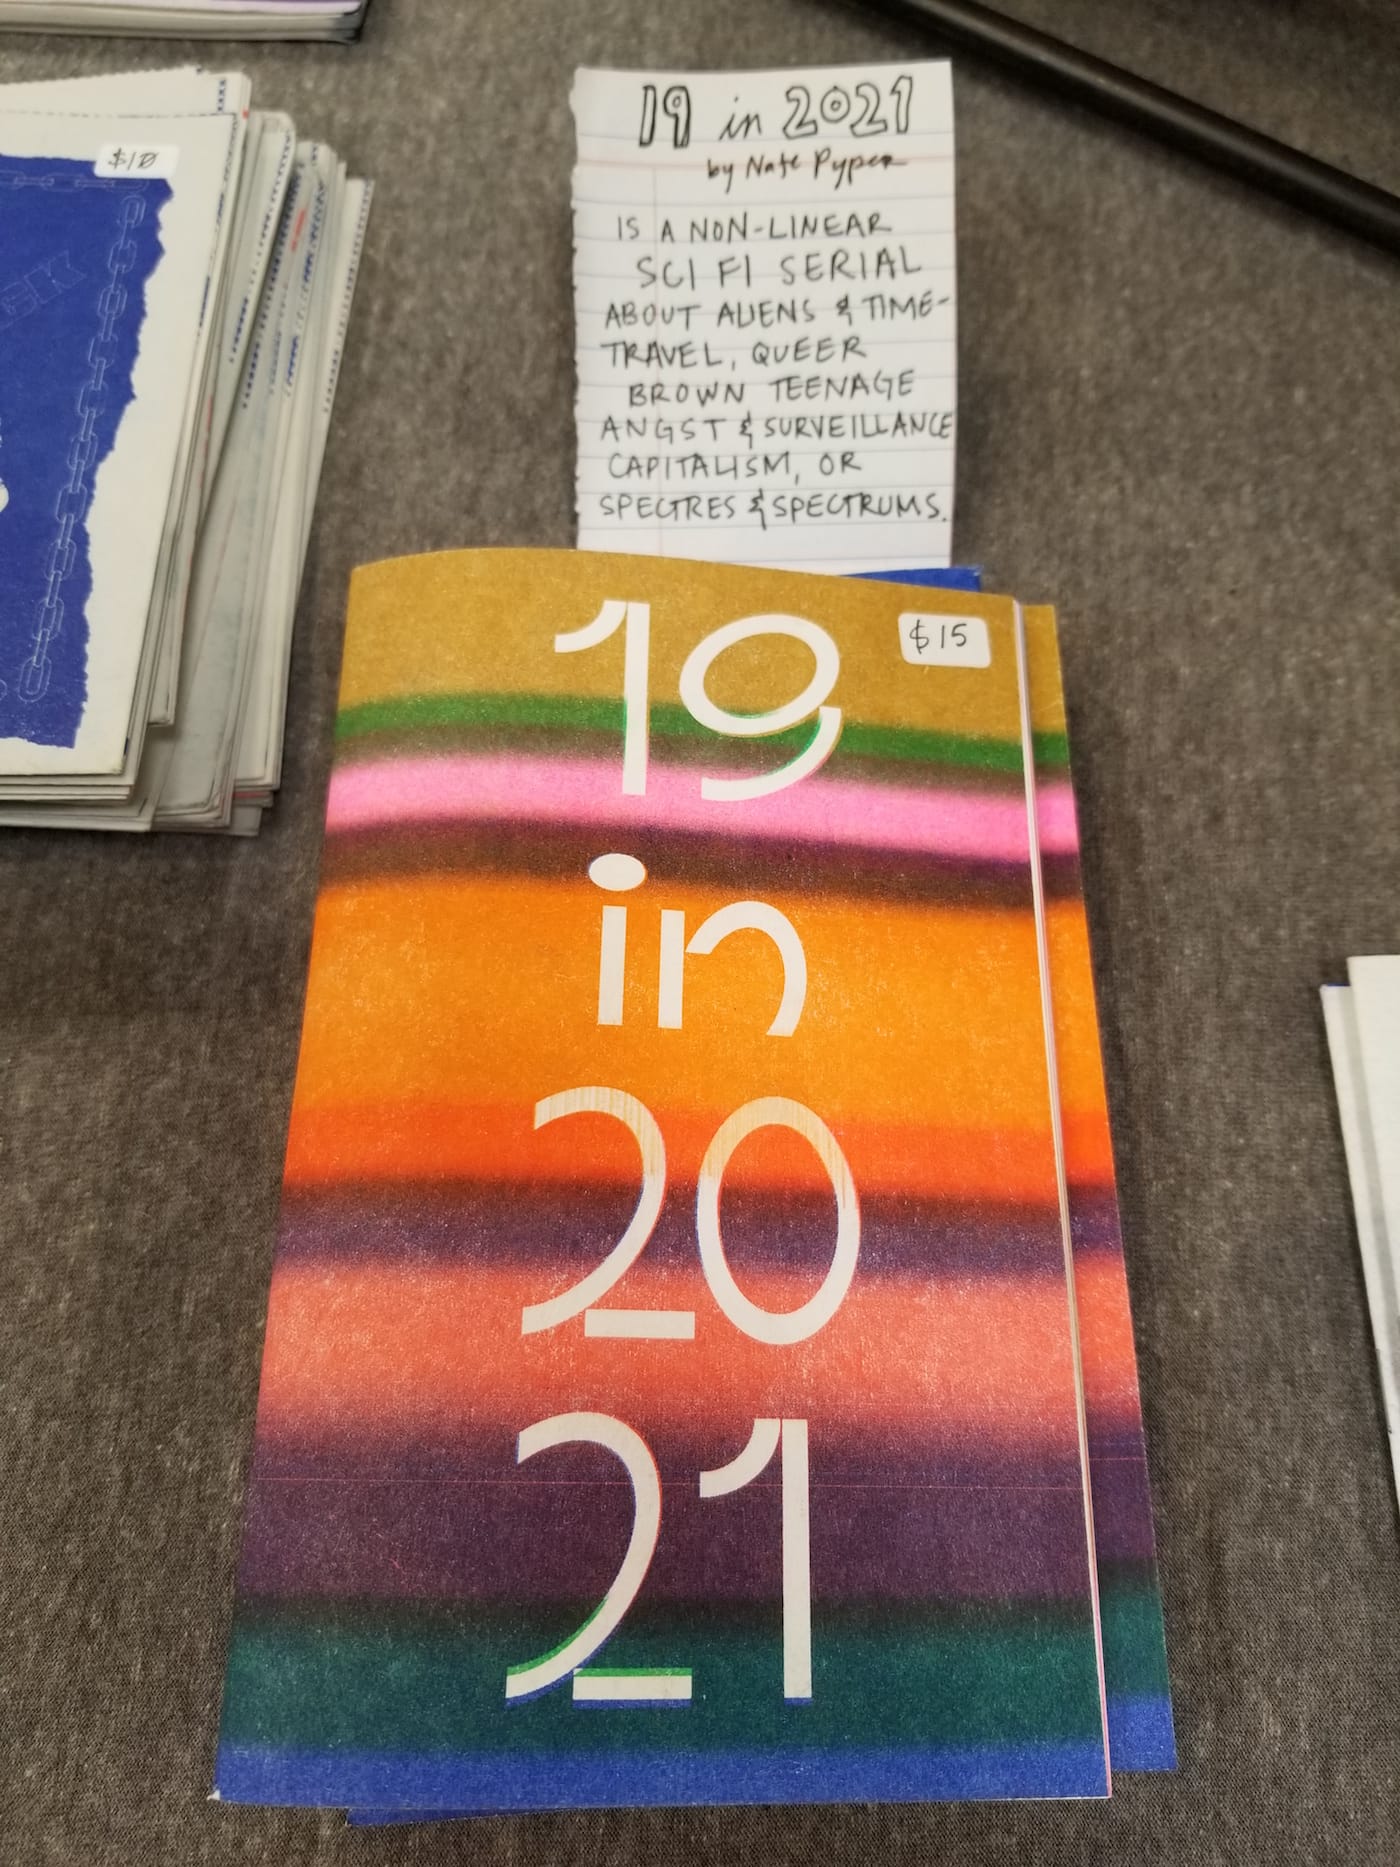 $10
19 in 2021
by Nate Pyper
IS A NON-LINEAR
SCI FI SERIAL
ABOUT ALIENS & TIME-
TRAVEL, QUEER
BROWN TEENAGE
ANGST & SURVEILLANCE
CAPITALISM, OR
SPECTRES & SPECTRUMS.
$15
19
in
20
21